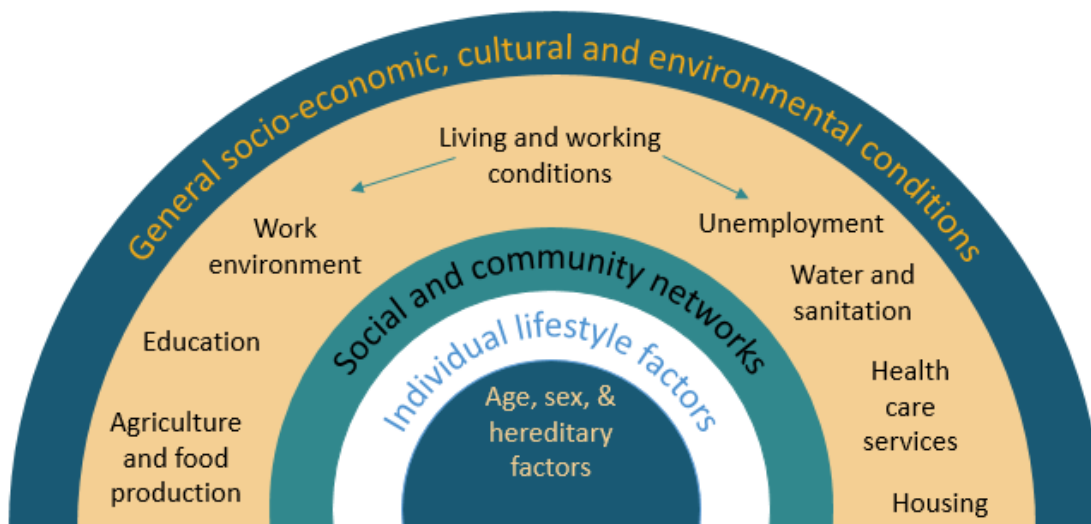 General socio-economic, cultural and environmental conditions
Living and working
conditions
Work
environment
Unemployment
Water and
sanitation
Education
Health
care
services
Agriculture
and food
production
Housing
Social and community networks
Individual lifestyle factors
Age, sex, &
hereditary
factors